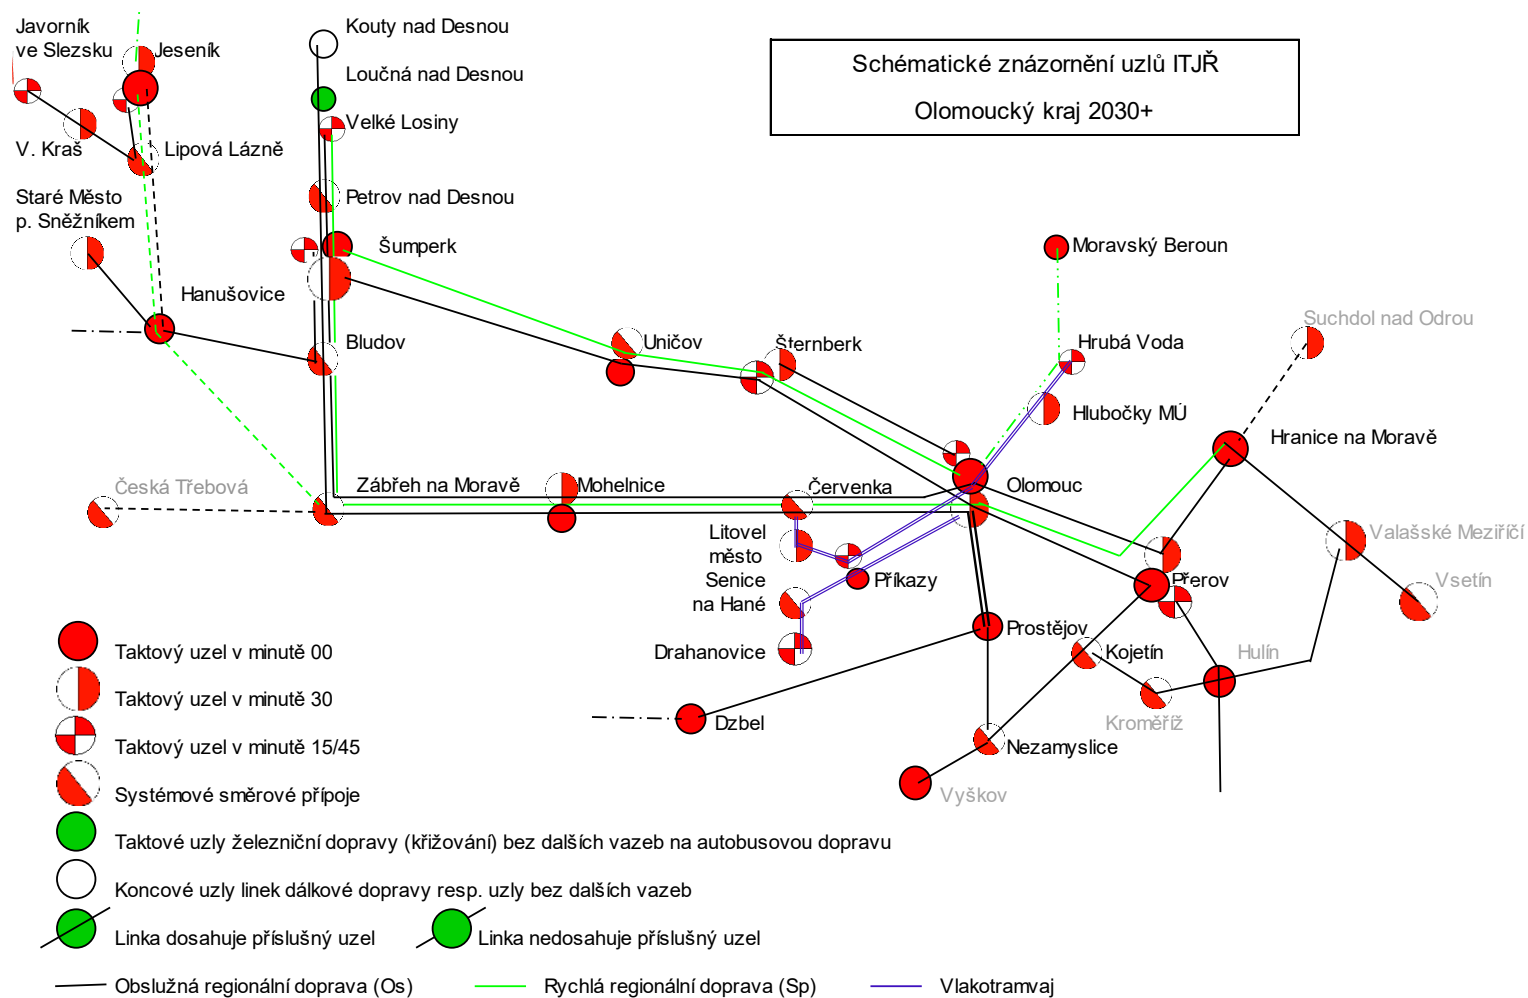 Schématické znázornění uzlů ITJŘ
Olomoucký kraj 2030+
Javorník
ve Slezsku
Jeseník
Kouty nad Desnou
Loučná nad Desnou
Velké Losiny
V. Kraš
Lipová Lázně
Staré Město
p. Sněžníkem
Petrov nad Desnou
Šumperk
Moravský Beroun
Hanušovice
Bludov
Uničov
Šternberk
Hrubá Voda
Suchdol nad Odrou
Hlubočky MÚ
Hranice na Moravě
Česká Třebová
Zábřeh na Moravě
Mohelnice
Červenka
Olomouc
Litovel
město
Valašské Meziříčí
Senice
na Hané
Příkazy
Přerov
Vsetín
Prostějov
Drahanovice
Kojetín
Hulín
Dzbel
Kroměříž
Nezamyslice
Vyškov
Taktový uzel v minutě 00
Taktový uzel v minutě 30
Taktový uzel v minutě 15/45
Systémové směrové přípoje
Taktové uzly železniční dopravy (křižování) bez dalších vazeb na autobusovou dopravu
Koncové uzly linek dálkové dopravy resp. uzly bez dalších vazeb
Linka dosahuje příslušný uzel
Linka nedosahuje příslušný uzel
Obslužná regionální doprava (Os)
Rychlá regionální doprava (Sp)
Vlakotramvaj